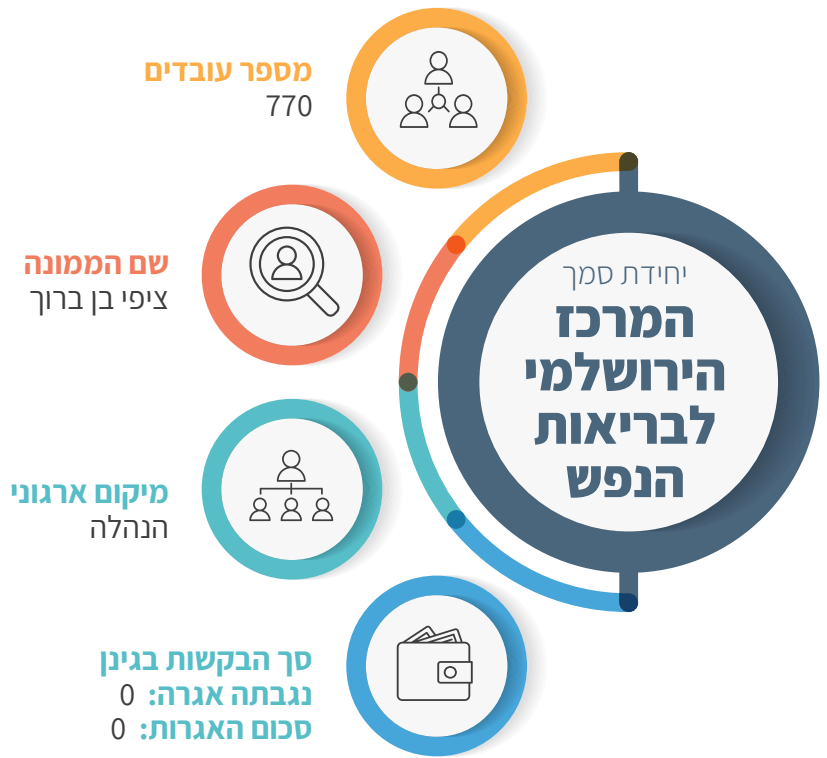 יחידת סמך
המרכז
הירושלמי
לבריאות
הנפש
מספר עובדים
770
שם הממונה
ציפי בן ברוך
מיקום ארגוני
הנהלה
סך הבקשות בגינן
נגבתה אגרה: 0
סכום האגרות: 0